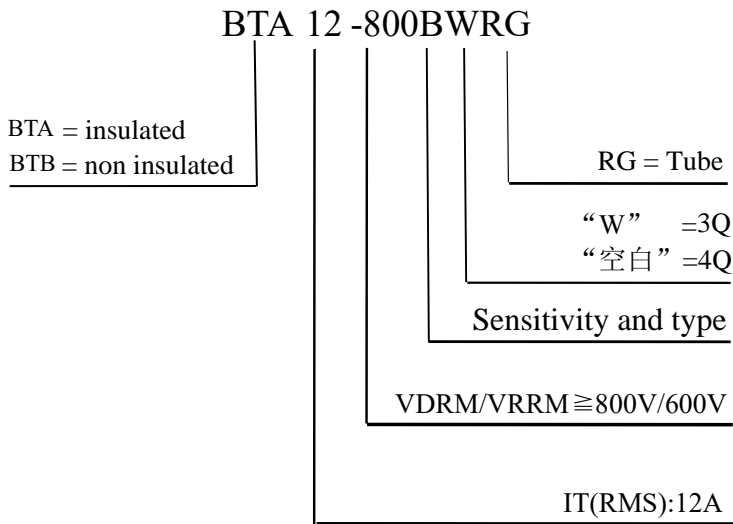 BTA 12 -800BWRG
BTA = insulated
BTB = non insulated
RG = Tube
“W” =3Q
“空白”=4Q
Sensitivity and type
VDRM/VRRM≧800V/600V
IT(RMS):12A